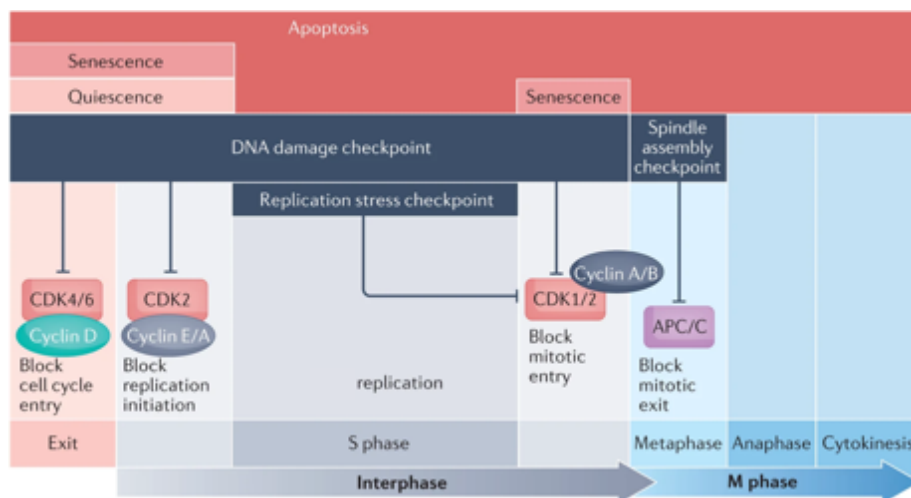 Apoptosis
Senescence
Quiescence
Senescence
DNA damage checkpoint
Spindle
assembly
checkpoint
Replication stress checkpoint
CDK4/6
Cyclin D
Block
cell cycle
entry
CDK2
Cyclin E/A
Block
replication
initiation
replication
Cyclin A/B
CDK1/2
Block
mitotic
entry
APC/C
Block
mitotic
exit
Exit
S phase
Metaphase
Anaphase
Cytokinesis
Interphase
M phase